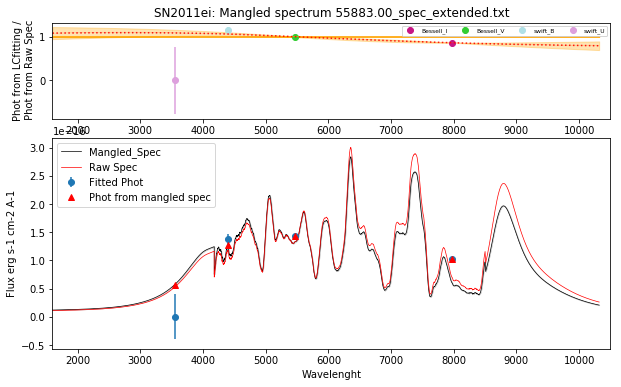 SN2011ei: Mangled spectrum 55883.00_spec_extended.txt
Phot from LCfitting /
Phot from Raw Spec
1
0
Bessell_I
Bessell_V
swift_B
swift_U
2000 3000 4000 5000 6000 7000 8000 9000 10000
1e−16
Flux erg s-1 cm-2 A-1
3.0
2.5
2.0
1.5
1.0
0.5
0.0
−0.5
Mangled_Spec
Raw Spec
Fitted Phot
Phot from mangled spec
2000 3000 4000 5000 6000 7000 8000 9000 10000
Wavelenght